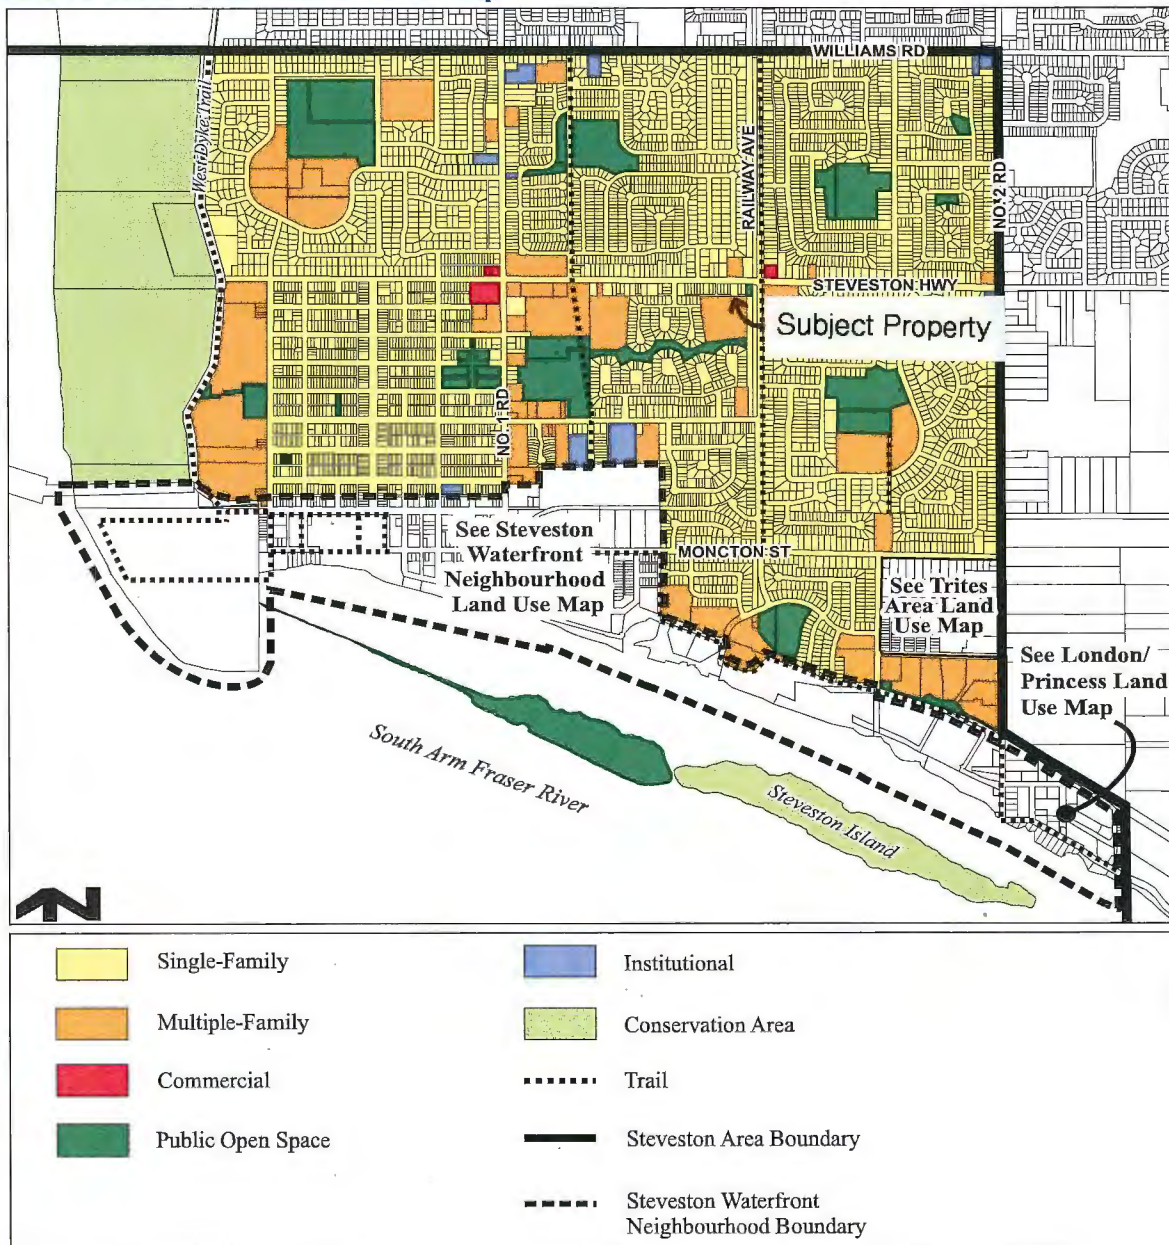 WILLIAMS RD
West Dyke Trail
RAILWAY AVE
NO. 2 RD
STEVESTON HWY
Subject Property
NO. 1 RD
See Steveston
Waterfront
Neighbourhood
Land Use Map
MONCTON ST
See Trites
Area Land
Use Map
See London/
Princess Land
Use Map
South Arm Fraser River
Steveston Island
Single-Family
Multiple-Family
Commercial
Public Open Space
Institutional
Conservation Area
Trail
Steveston Area Boundary
Steveston Waterfront
Neighbourhood Boundary